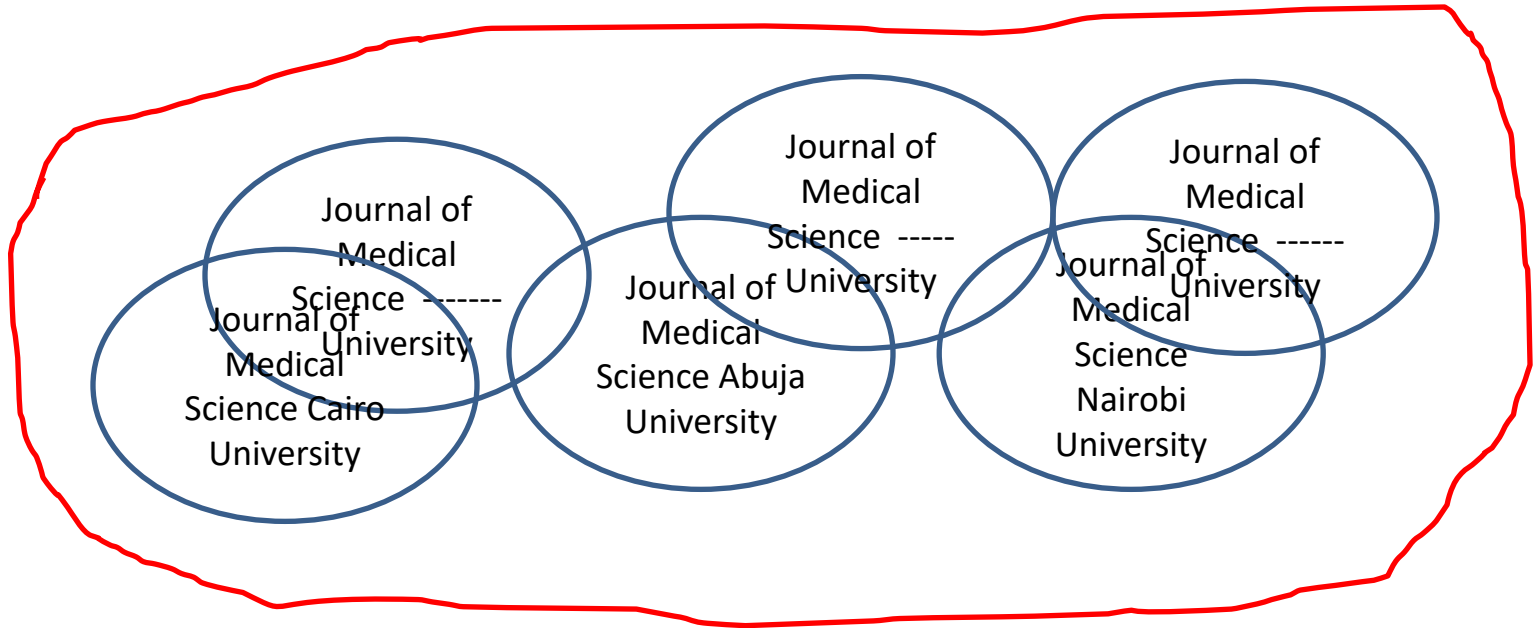 Journal of
Medical
Science -------
University
Journal of
Medical
Science Cairo
University
Journal of
Medical
Science Abuja
University
Journal of
Medical
Science -----
University
Journal of
Medical
Science Nairobi
University
Journal of
Medical
Science ------
University